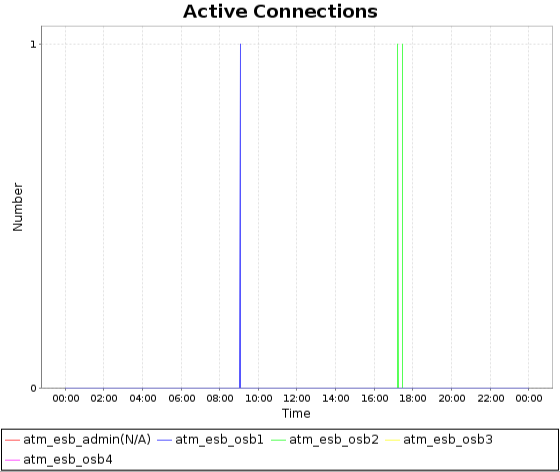 Active Connections
1
Number
0
00:00 02:00 04:00 06:00 08:00 10:00 12:00 14:00 16:00 18:00 20:00 22:00 00:00
Time
atm_esb_admin(N/A) atm_esb_osb1 atm_esb_osb2 atm_esb_osb3
atm_esb_osb4